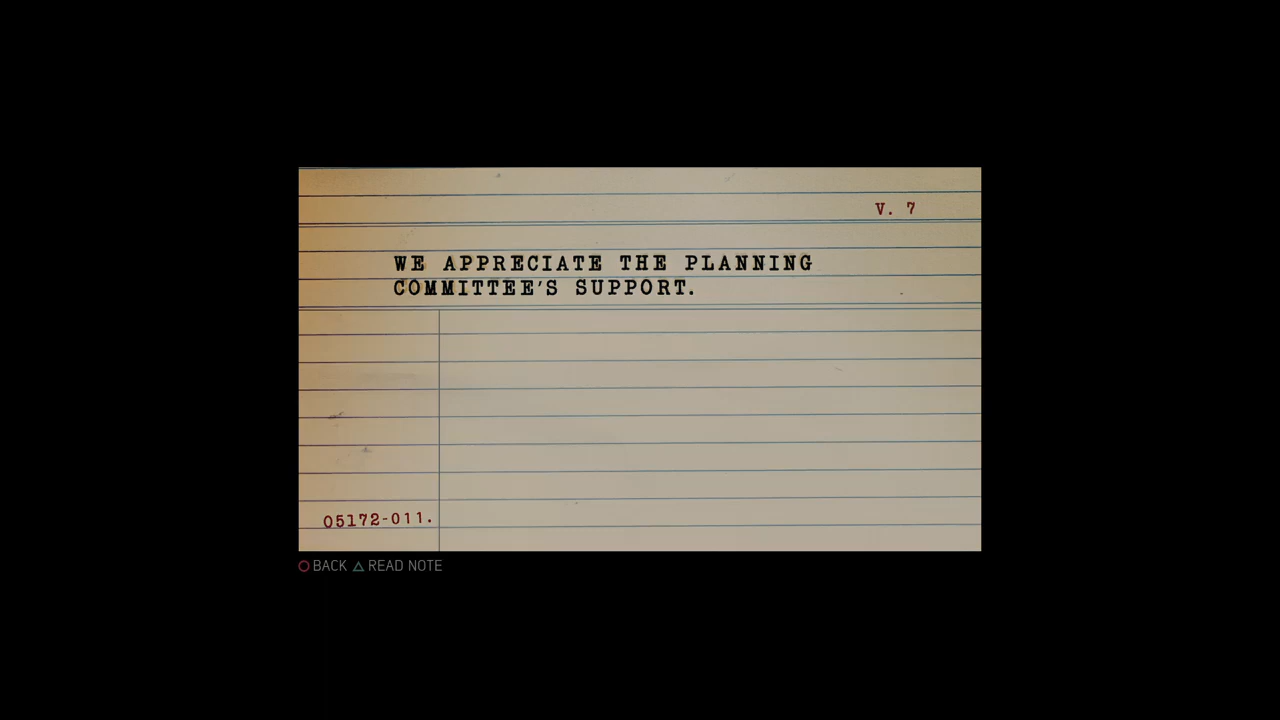 V. 7
WE APPRECIATE THE PLANNING
COMMITTEE'S SUPPORT.
05172-011.
BACK READ NOTE